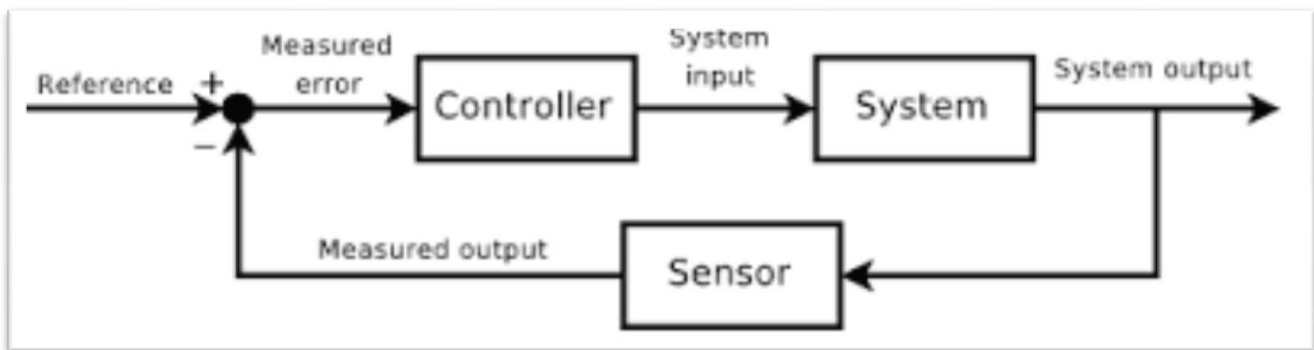 Reference
+
−
Measured
error
Controller
System
input
System
System output
Measured output
Sensor